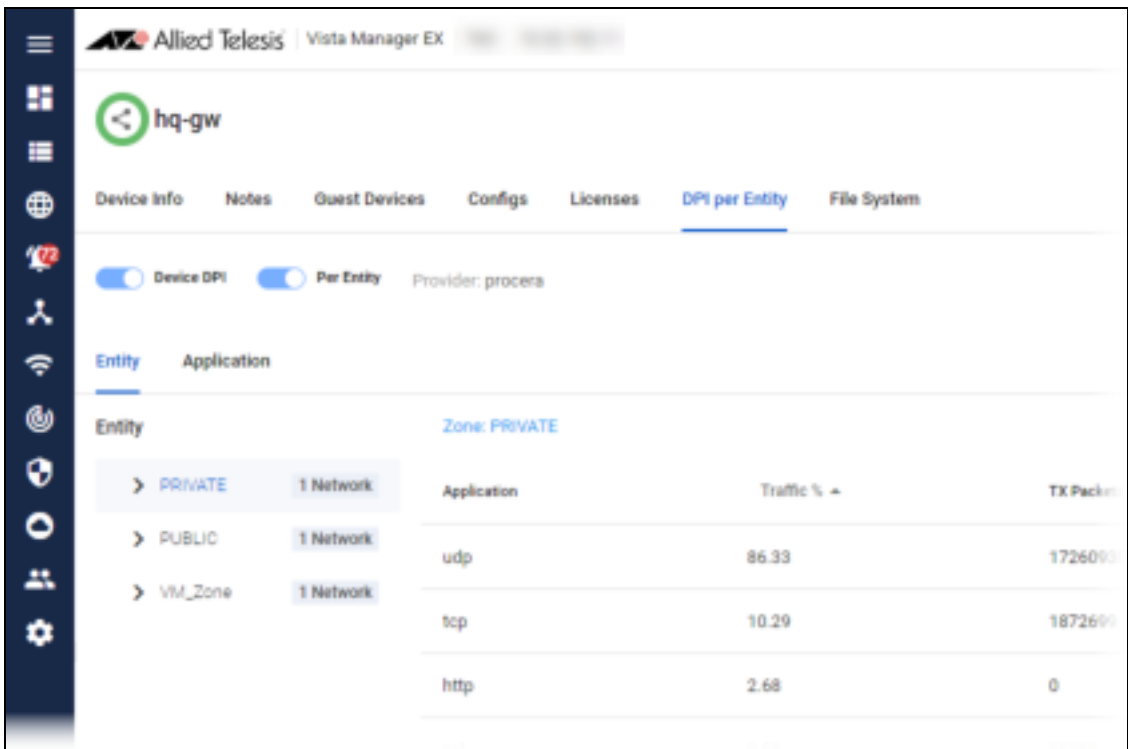 Allied Telesis Vista Manager EX
hq-gw
Device Info Notes Guest Devices Configs Licenses DPI per Entity File System
72
Device DPI Per Entity Provider: procera
Entity Application
Entity Zone: PRIVATE
PRIVATE 1 Network
Application Traffic % TX
PUBLIC 1 Network
udp 86.33
VM_Zone 1 Network
tcp 10.29
http 2.68 0